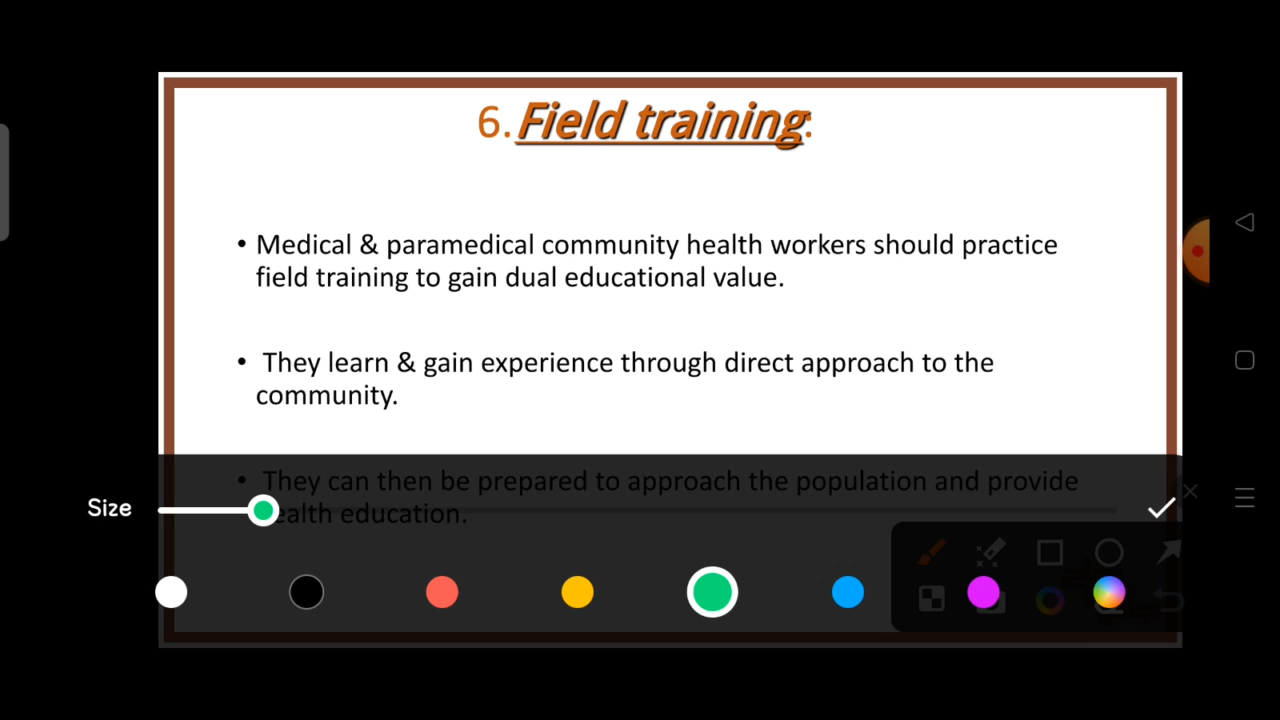 6.Field training:
• Medical & paramedical community health workers should practice
field training to gain dual educational value.
• They learn & gain experience through direct approach to the
community.
• They can then be prepared to approach the population and provide
health education.
Size